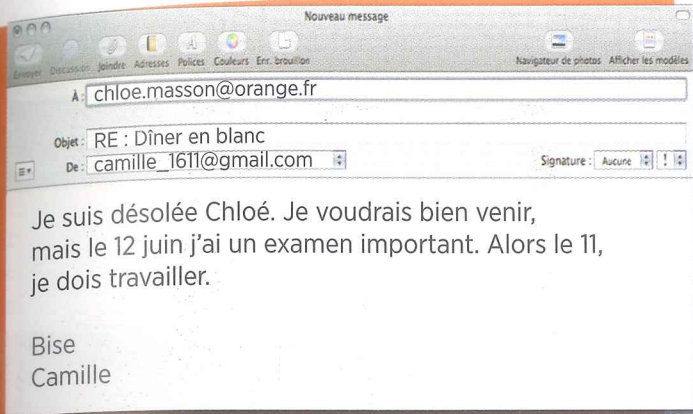 Nouveau message
Envoyer Discussion Joindre Adresses Polices Couleurs Enr. brouillon Navigateur de photos Afficher les modèles
À : chloe.masson@orange.fr
Objet : RE : Dîner en blanc
De : camille_1611@gmail.com Signature : Aucune !
Je suis désolée Chloé. Je voudrais bien venir,
mais le 12 juin j'ai un examen important. Alors le 11,
je dois travailler.
Bise
Camille